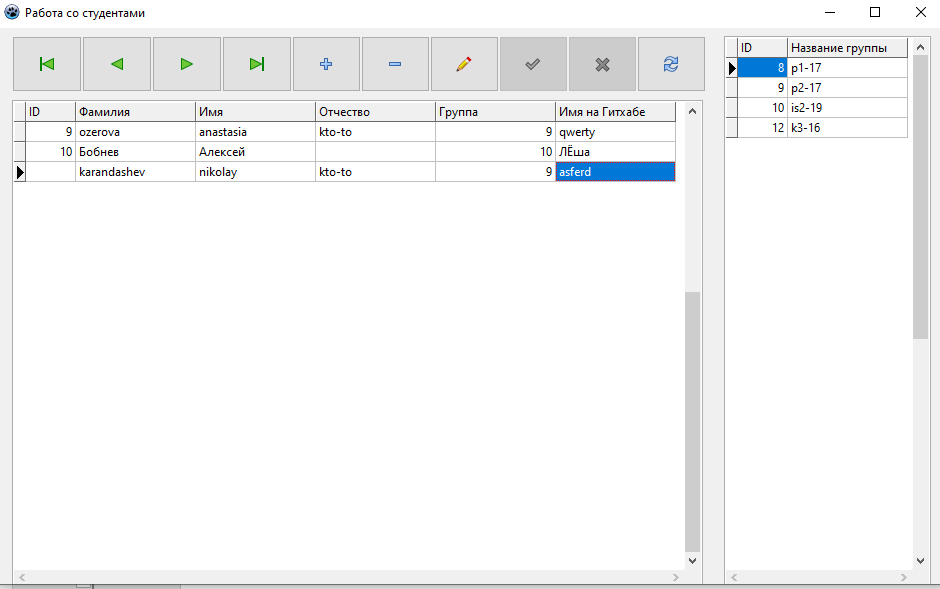 Работа со студентами
ID Фамилия Имя Отчество Группа Имя на Гитхабе
9 ozerova anastasia kto-to 9 qwerty
10 Бобнев Алексей 10 ЛЁша
karandashev nikolay kto-to 9 asferd
ID Название группы
8 p1-17
9 p2-17
10 is2-19
12 k3-16